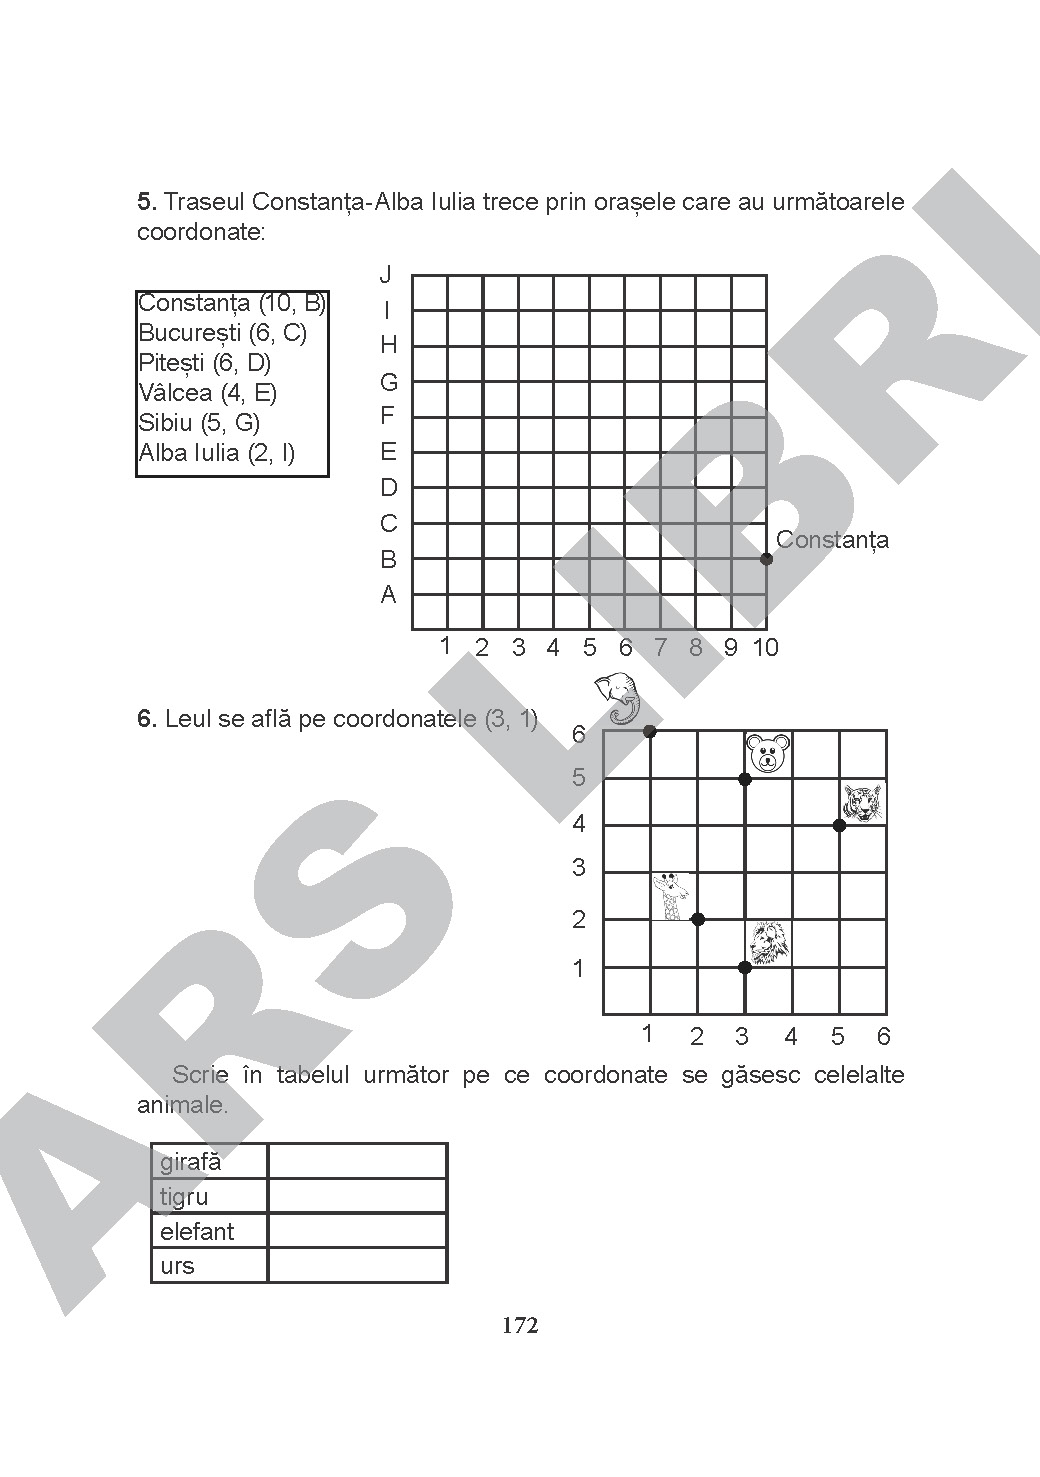 5. Traseul Constanța-Alba Iulia trece prin orașele care au următoarele
coordonate:
Constanța (10, B)
București (6, C)
Pitești (6, D)
Vâlcea (4, E)
Sibiu (5, G)
Alba Iulia (2, I)
J
I
H
G
F
E
D
C
B
A
Constanța
1 2 3 4 5 6 7 8 9 10
6. Leul se află pe coordonatele (3, 1)
6
5
4
3
2
1
1 2 3 4 5 6
Scrie în tabelul următor pe ce coordonate se găsesc celelalte
animale.
girafă
tigru
elefant
urs
172
ARS LIBRI